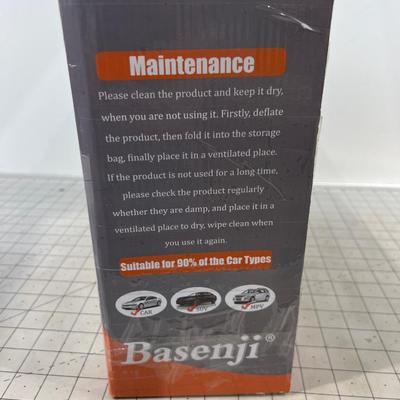 Maintenance
Please clean the product and keep it dry,
when you are not using it. Firstly, deflate
the product, then fold it into the storage
bag, finally place it in a ventilated place.
If the product is not used for a long time,
please check the product regularly
whether they are damp, and place it in a
ventilated place to dry, wipe clean when
you use it again.
Suitable for 90% of the Car Types
CAR SUV MPV
Basenji®